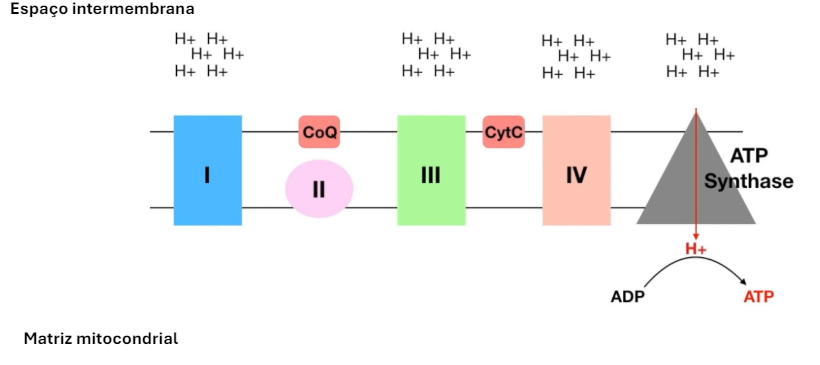 Espaço intermembrana
H+ H+
H+ H+
H+ H+
H+ H+
H+ H+
H+ H+
H+ H+
H+ H+
H+ H+
H+ H+
H+ H+
H+ H+
I
CoQ
II
III
CytC
IV
ATP
Synthase
H+
ADP
ATP
Matriz mitocondrial